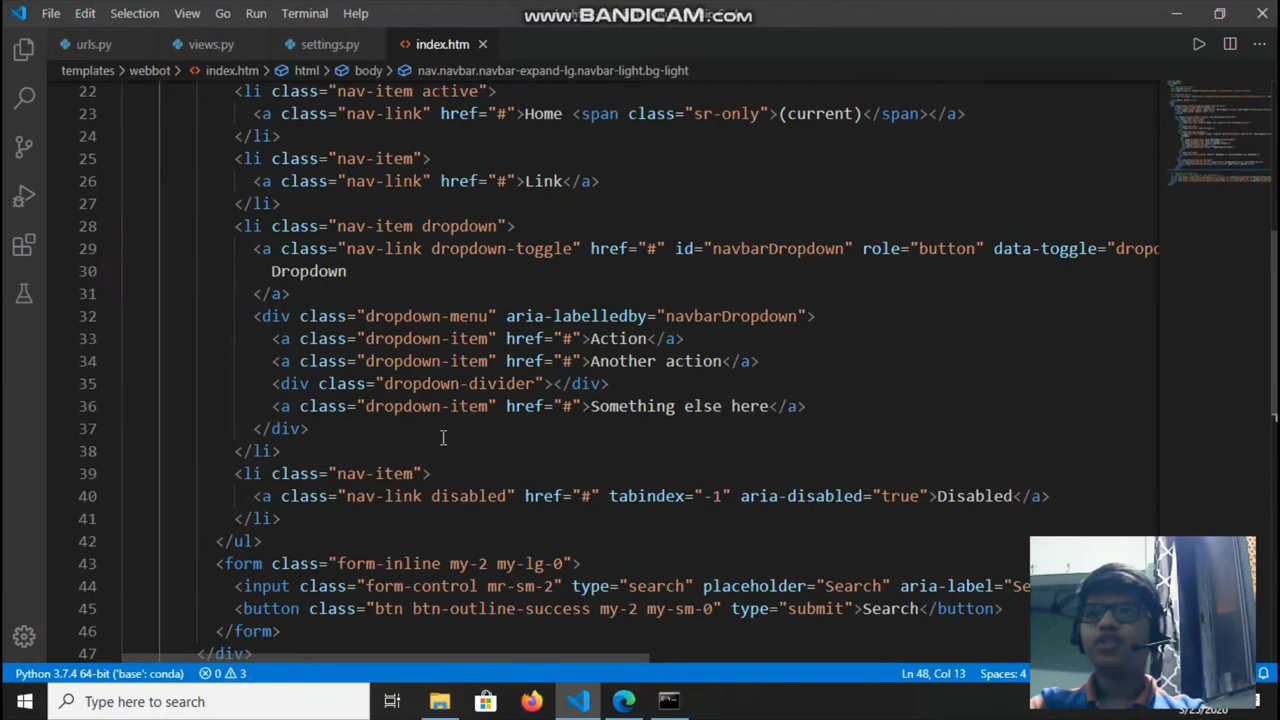 File Edit Selection View Go Run Terminal Help
www.BANDICAM.com
urls.py views.py settings.py index.htm
templates > webbot > index.htm > html > body > nav.navbar.navbar-expand-lg.navbar-light.bg-light
22 <li class="nav-item active">
23 <a class="nav-link" href="#">Home <span class="sr-only">(current)</span></a>
24 </li>
25 <li class="nav-item">
26 <a class="nav-link" href="#">Link</a>
27 </li>
28 <li class="nav-item dropdown">
29 <a class="nav-link dropdown-toggle" href="#" id="navbarDropdown" role="button" data-toggle="dropd
30 Dropdown
31 </a>
32 <div class="dropdown-menu" aria-labelledby="navbarDropdown">
33 <a class="dropdown-item" href="#">Action</a>
34 <a class="dropdown-item" href="#">Another action</a>
35 <div class="dropdown-divider"></div>
36 <a class="dropdown-item" href="#">Something else here</a>
37 </div>
38 </li>
39 <li class="nav-item">
40 <a class="nav-link disabled" href="#" tabindex="-1" aria-disabled="true">Disabled</a>
41 </li>
42 </ul>
43 <form class="form-inline my-2 my-lg-0">
44 <input class="form-control mr-sm-2" type="search" placeholder="Search" aria-label="Se
45 <button class="btn btn-outline-success my-2 my-sm-0" type="submit">Search</button>
46 </form>
47 </div>
Python 3.7.4 64-bit ('base': conda) 0 3 Ln 48, Col 13 Spaces: 4
Type here to search